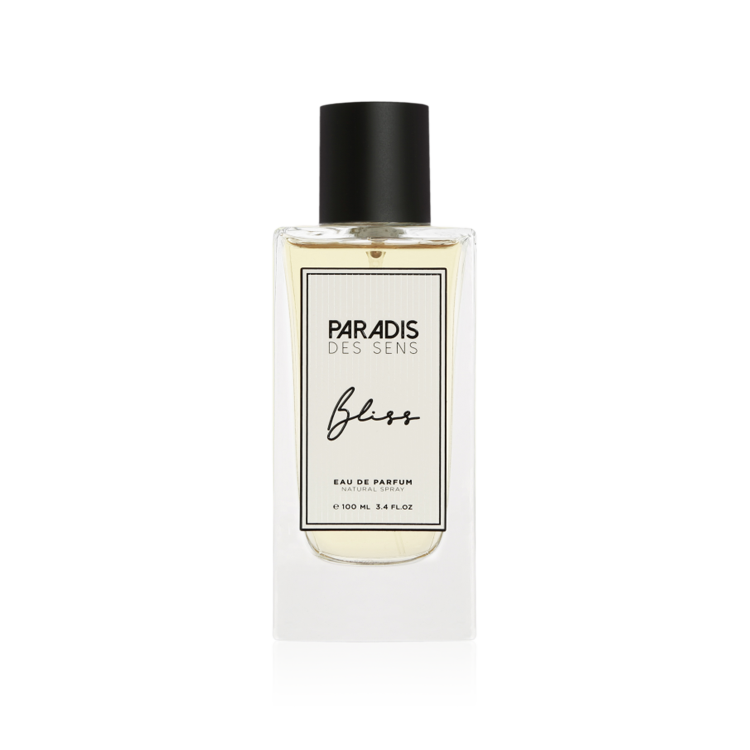 PARADIS
DES SENS
Bliss
EAU DE PARFUM
NATURAL SPRAY
℮ 100 ML 3.4 FL.OZ